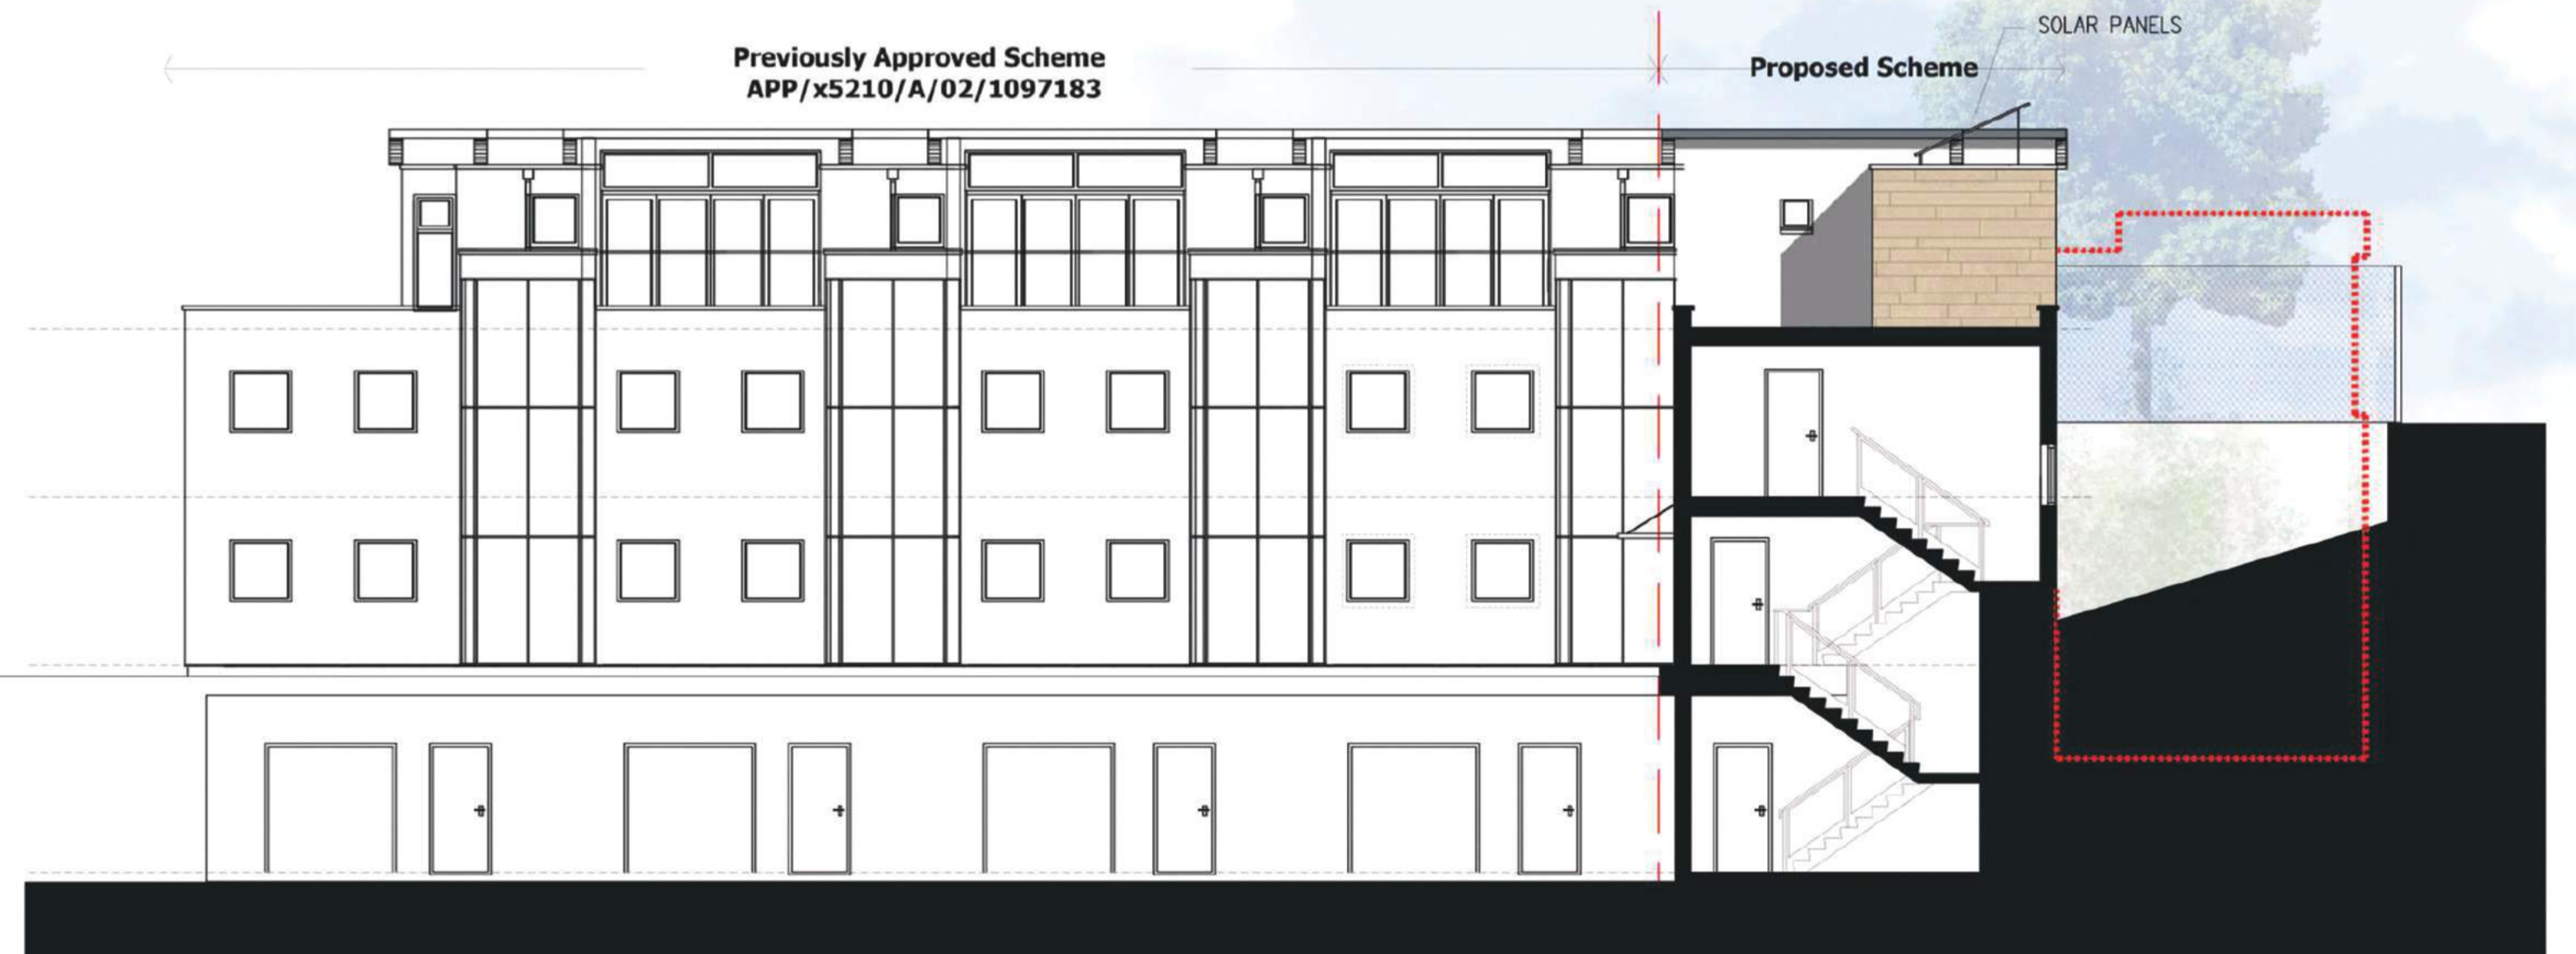 SOLAR PANELS
Previously Approved Scheme
APP/x5210/A/02/1097183
Proposed Scheme